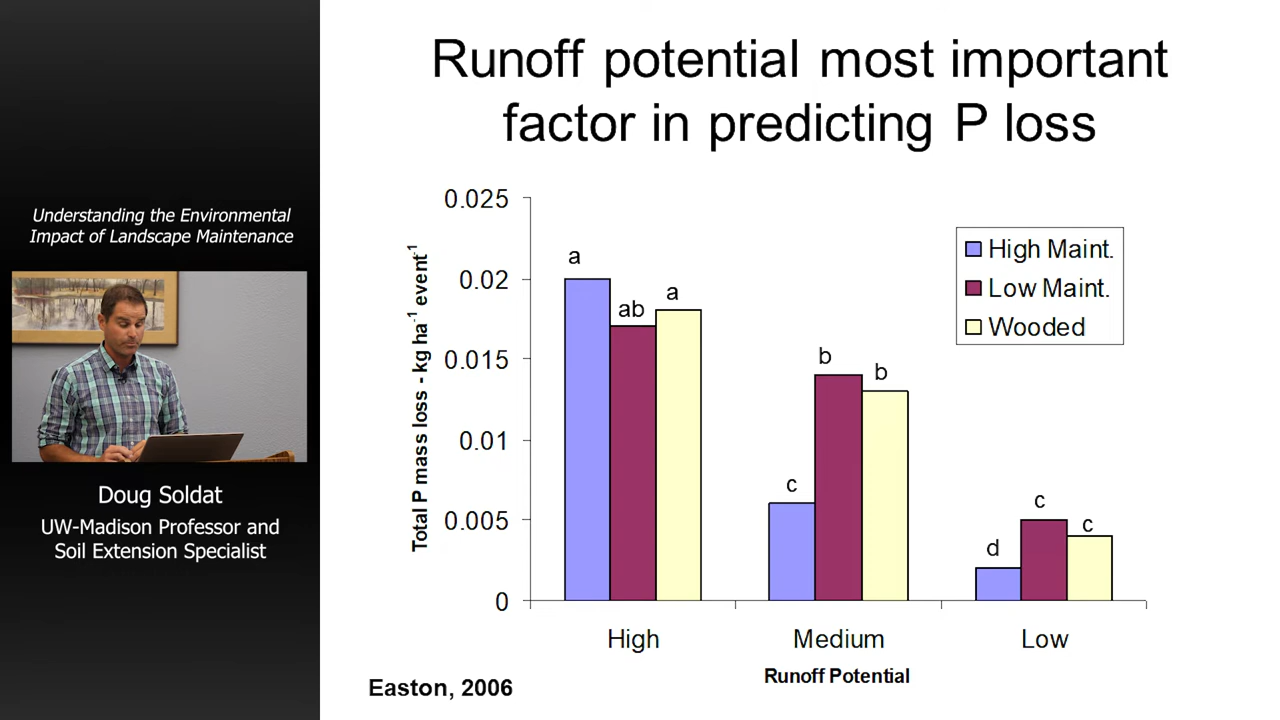 Understanding the Environmental
Impact of Landscape Maintenance
Doug Soldat
UW-Madison Professor and
Soil Extension Specialist
Runoff potential most important
factor in predicting P loss
Total P mass loss - kg ha-1 event-1
0.025
0.02
0.015
0.01
0.005
0
a
ab
a
c
b
b
d
c
c
High Maint.
Low Maint.
Wooded
High
Medium
Low
Runoff Potential
Easton, 2006